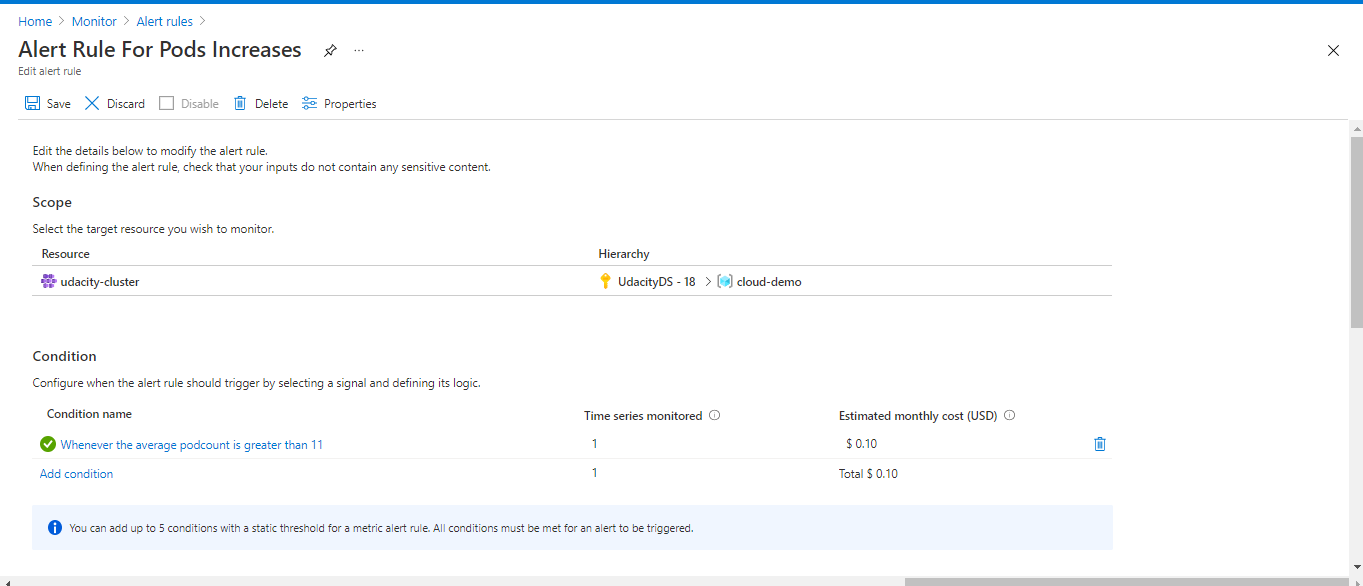 Home > Monitor > Alert rules >
Alert Rule For Pods Increases ...
Edit alert rule
Save Discard Disable Delete Properties
Edit the details below to modify the alert rule.
When defining the alert rule, check that your inputs do not contain any sensitive content.
Scope
Select the target resource you wish to monitor.
Resource Hierarchy
udacity-cluster UdacityDS - 18 > cloud-demo
Condition
Configure when the alert rule should trigger by selecting a signal and defining its logic.
Condition name Time series monitored Estimated monthly cost (USD)
Whenever the average podcount is greater than 11 1 $ 0.10
Add condition 1 Total $ 0.10
You can add up to 5 conditions with a static threshold for a metric alert rule. All conditions must be met for an alert to be triggered.